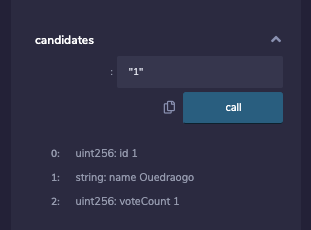 candidates
: "1"
call
0: uint256: id 1
1: string: name Ouedraogo
2: uint256: voteCount 1